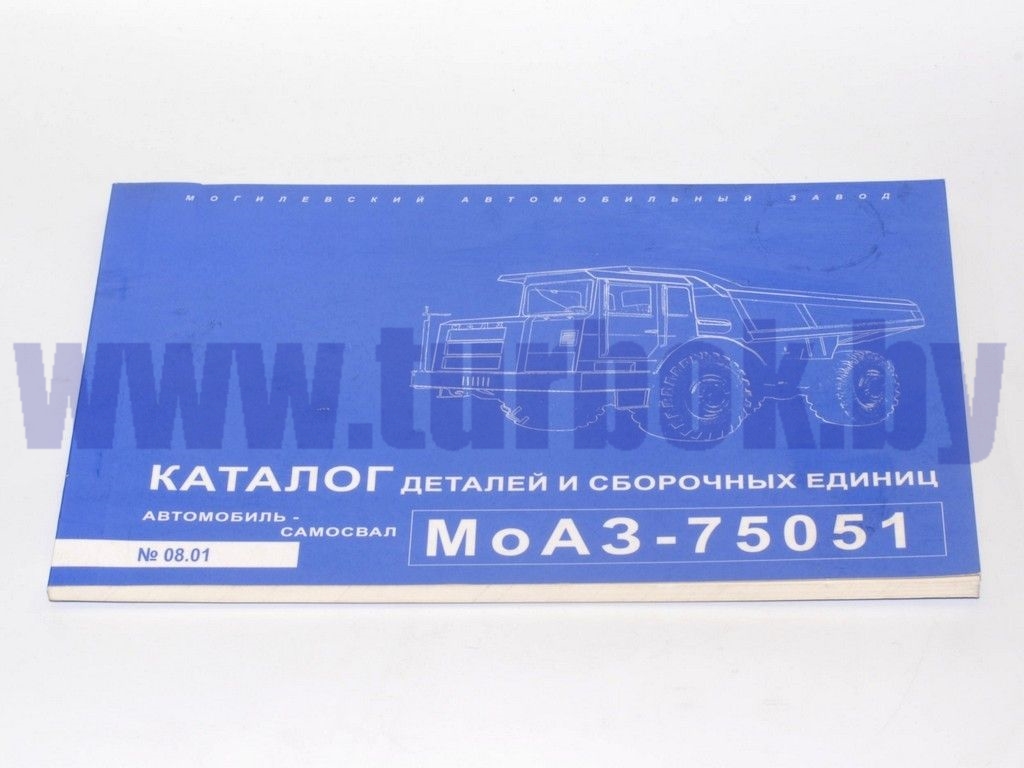 МОГИЛЕВСКИЙ АВТОМОБИЛЬНЫЙ ЗАВОД
www.turbok.by
КАТАЛОГ ДЕТАЛЕЙ И СБОРОЧНЫХ ЕДИНИЦ
АВТОМОБИЛЬ -
САМОСВАЛ
МоАЗ-75051
№ 08.01